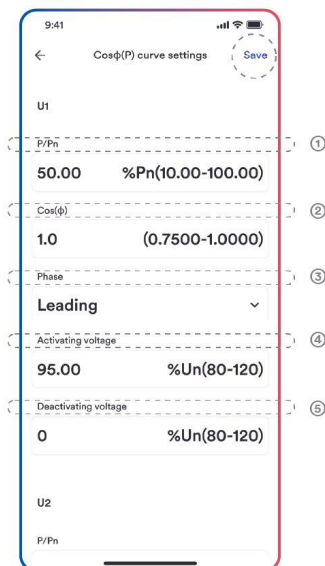 9:41
Cosϕ(P) curve settings Save
U1
P/Pn ①
50.00 %Pn(10.00-100.00)
Cos(ϕ) ②
1.0 (0.7500-1.0000)
Phase ③
Leading
Activating voltage ④
95.00 %Un(80-120)
Deactivating voltage ⑤
0 %Un(80-120)
U2
P/Pn